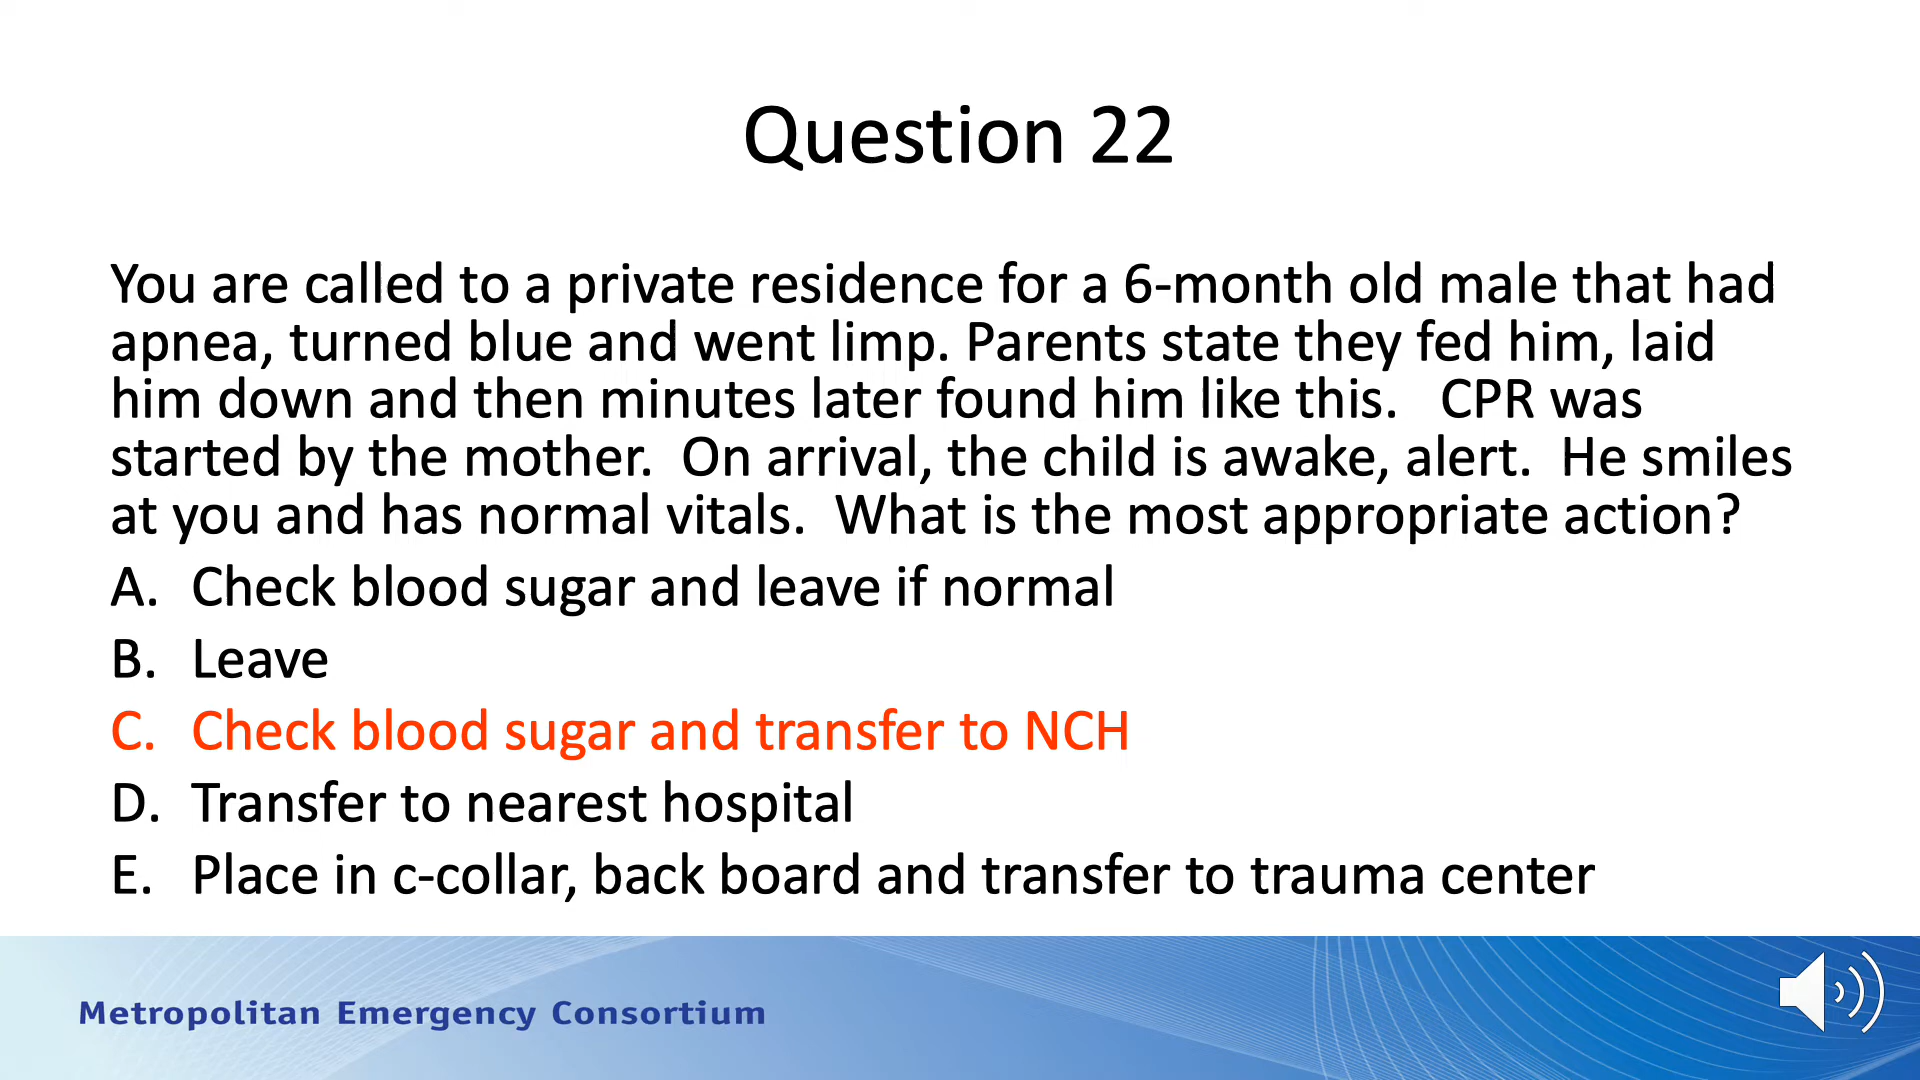 Question 22
You are called to a private residence for a 6-month old male that had
apnea, turned blue and went limp. Parents state they fed him, laid
him down and then minutes later found him like this.   CPR was
started by the mother.  On arrival, the child is awake, alert.  He smiles
at you and has normal vitals.  What is the most appropriate action?
A. Check blood sugar and leave if normal
B. Leave
C. Check blood sugar and transfer to NCH
D. Transfer to nearest hospital
E. Place in c-collar, back board and transfer to trauma center
Metropolitan Emergency Consortium